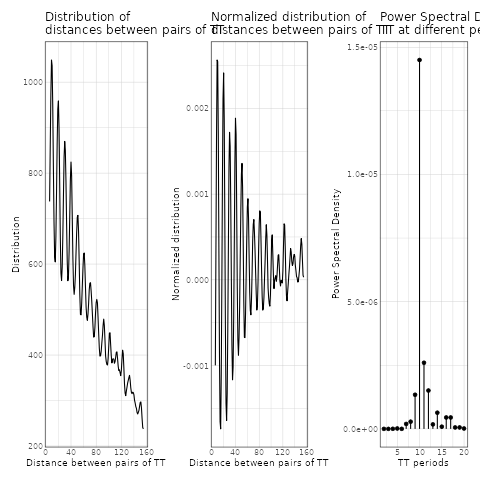 Distribution of
distances between pairs of TT
Normalized distribution of
distances between pairs of TT
Power Spectral D
TT at different pe
Distribution
1000
800
600
400
200
0
40
80
120
160
Distance between pairs of TT
Normalized distribution
0.002
0.001
0.000
-0.001
0
40
80
120
160
Distance between pairs of TT
Power Spectral Density
1.5e-05
1.0e-05
5.0e-06
0.0e+00
5
10
15
20
TT periods